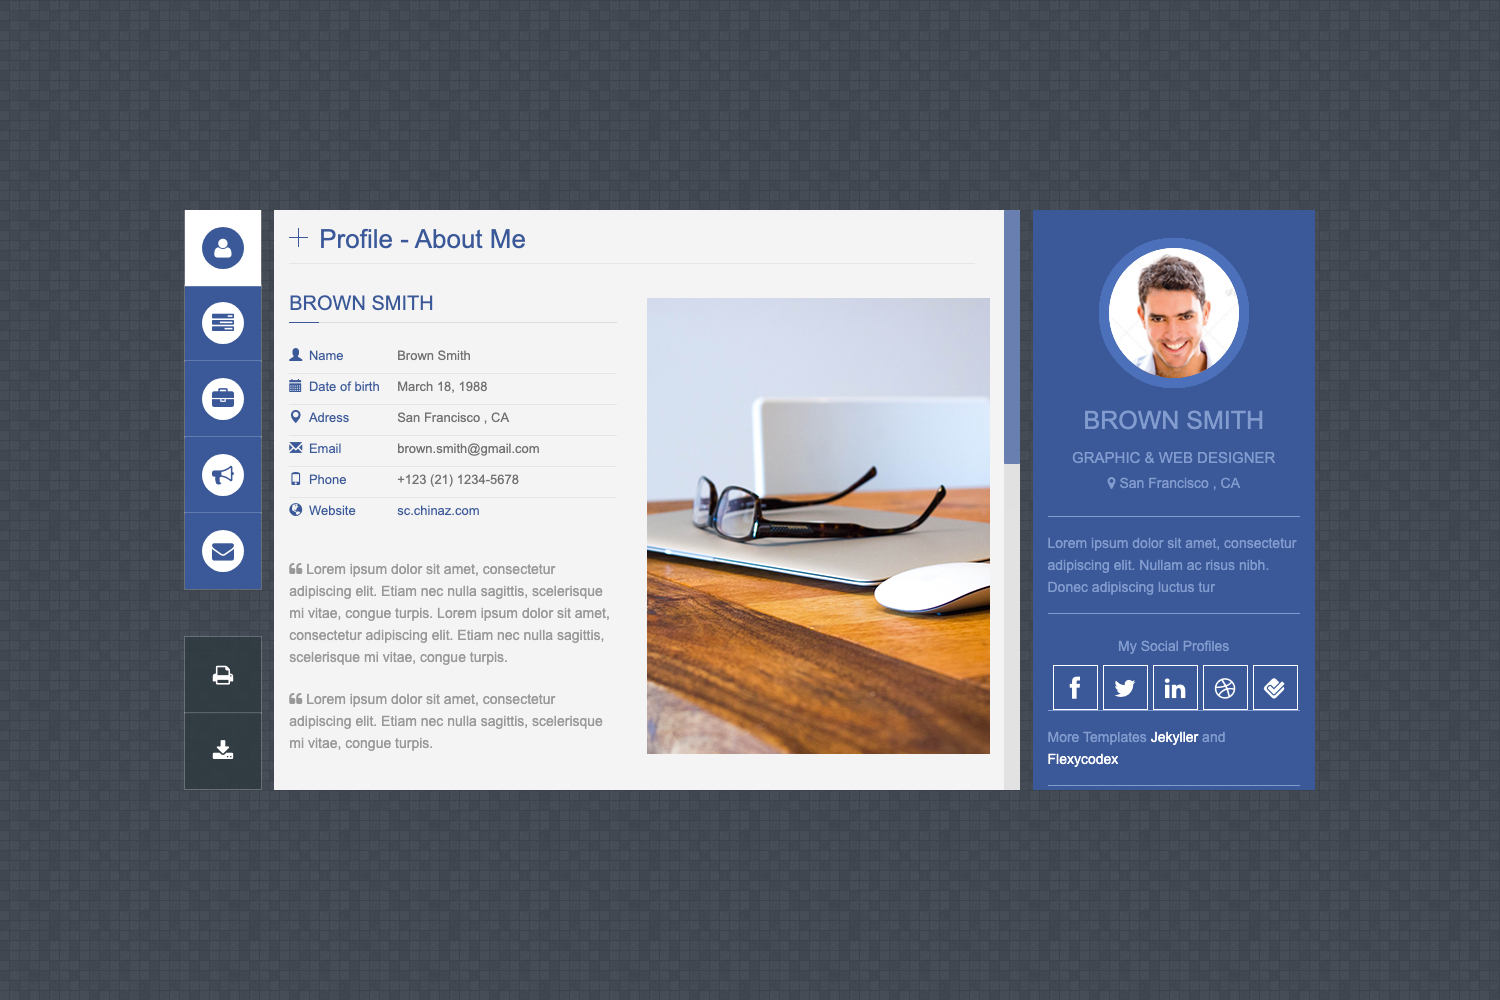 Profile - About Me
BROWN SMITH
Name Brown Smith
Date of birth March 18, 1988
Adress San Francisco , CA
Email brown.smith@gmail.com
Phone +123 (21) 1234-5678
Website sc.chinaz.com
Lorem ipsum dolor sit amet, consectetur
adipiscing elit. Etiam nec nulla sagittis, scelerisque
mi vitae, congue turpis. Lorem ipsum dolor sit amet,
consectetur adipiscing elit. Etiam nec nulla sagittis,
scelerisque mi vitae, congue turpis.
Lorem ipsum dolor sit amet, consectetur
adipiscing elit. Etiam nec nulla sagittis, scelerisque
mi vitae, congue turpis.
BROWN SMITH
GRAPHIC & WEB DESIGNER
San Francisco , CA
Lorem ipsum dolor sit amet, consectetur
adipiscing elit. Nullam ac risus nibh.
Donec adipiscing luctus tur
My Social Profiles
More Templates Jekyller and
Flexycodex